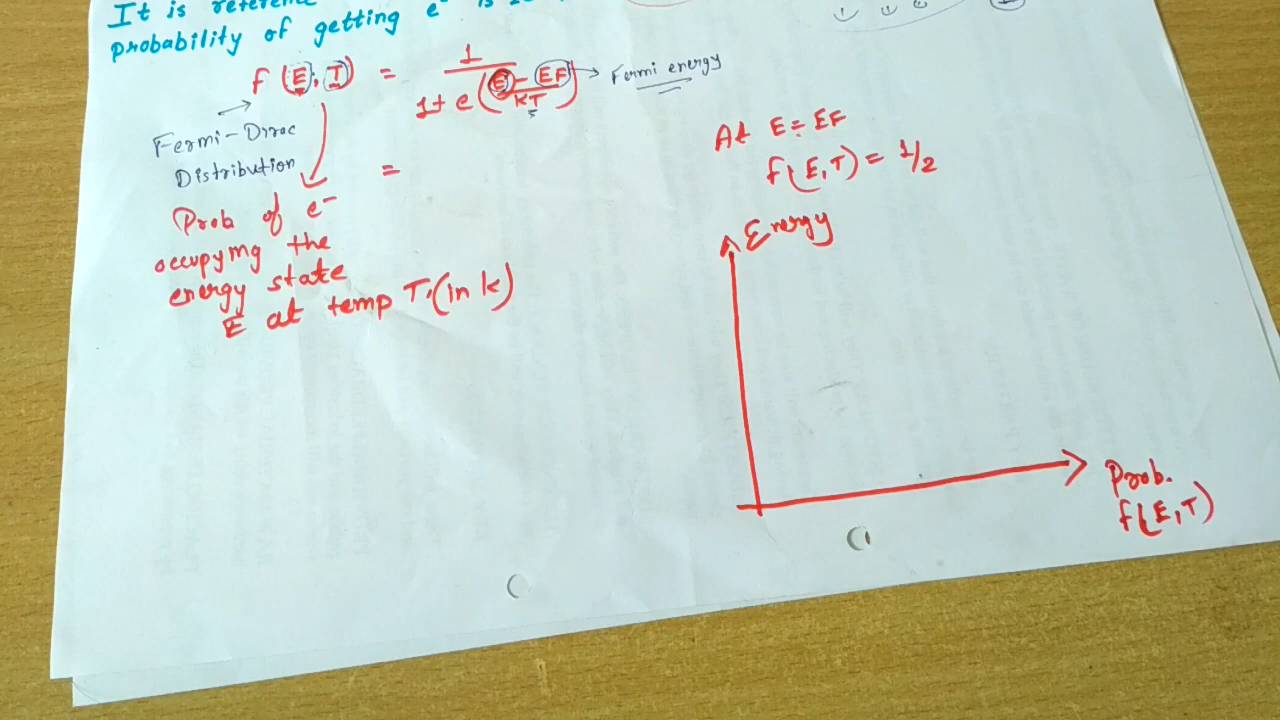 It is reference
probability of getting e⁻ is
f (E, T) = 1 / 1 + e ( E - EF / KT ) → Fermi energy
Fermi-Dirac
Distribution
=
Prob of e⁻
occupying the
energy state
E at temp T.(in k)
At E = EF
f(E,T) = 1/2
Energy
Prob.
f(E,T)